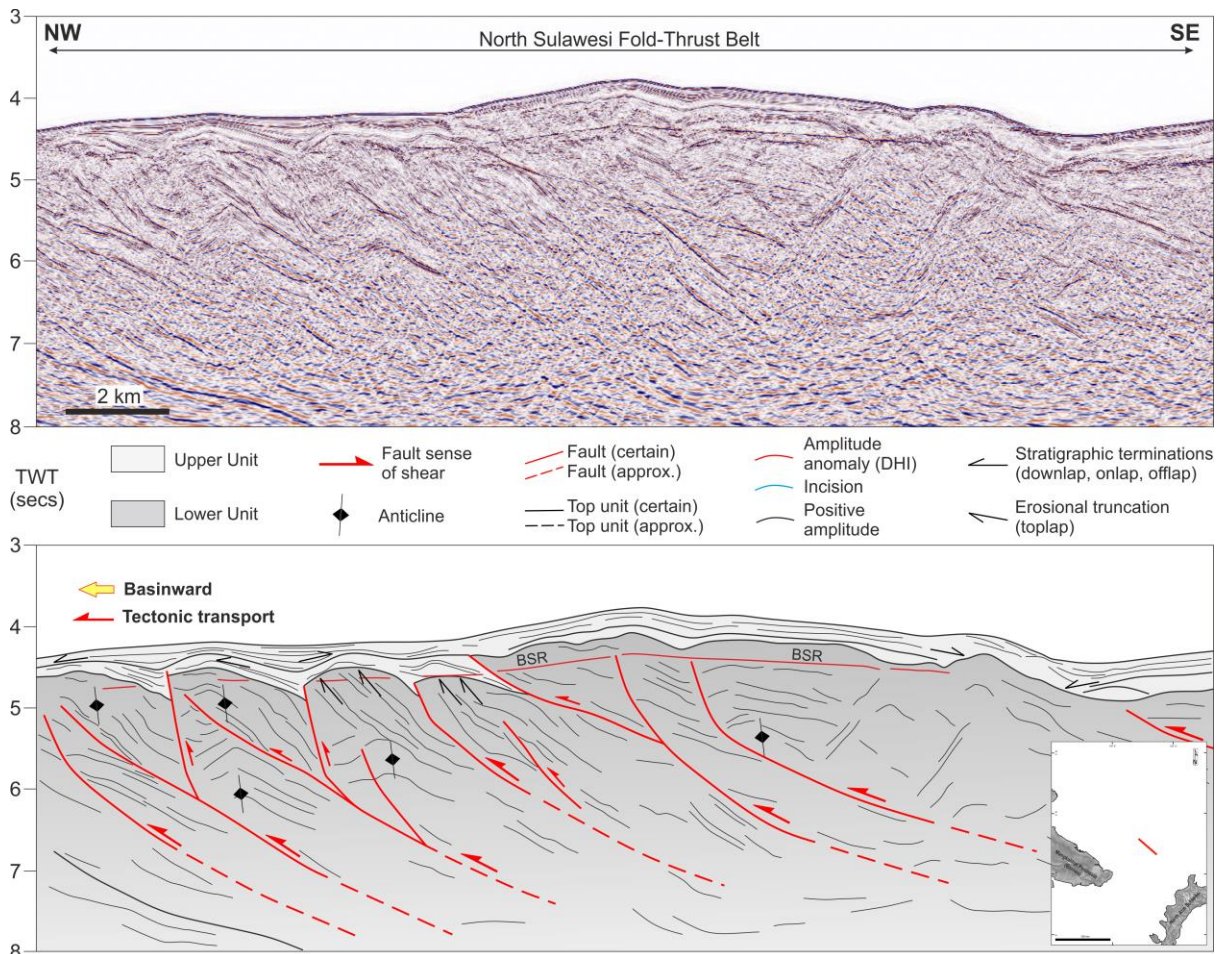 3
NW
SE
North Sulawesi Fold-Thrust Belt
4
5
6
7
2 km
8
TWT
(secs)
Upper Unit
Lower Unit
Fault sense
of shear
Anticline
Fault (certain)
Fault (approx.)
Top unit (certain)
Top unit (approx.)
Amplitude
anomaly (DHI)
Incision
Positive
amplitude
Stratigraphic terminations
(downlap, onlap, offlap)
Erosional truncation
(toplap)
3
Basinward
Tectonic transport
4
BSR
BSR
5
6
7
8